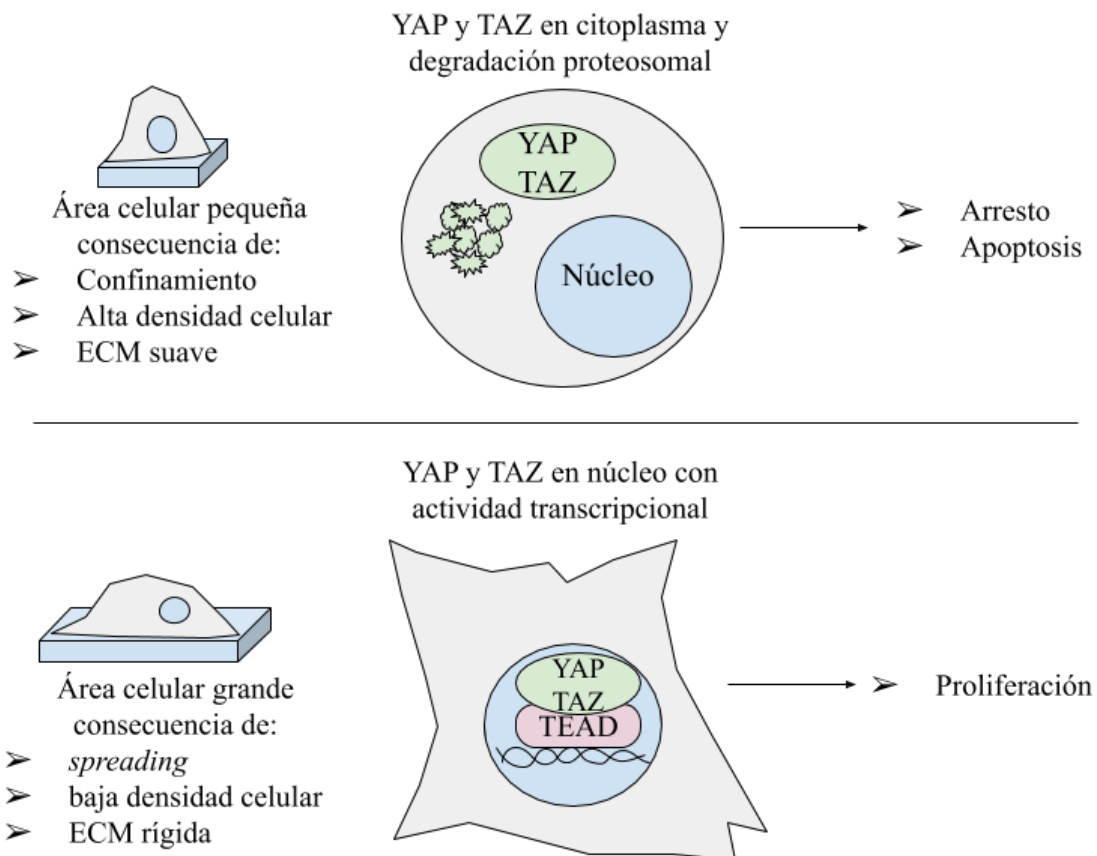 YAP y TAZ en citoplasma y
degradación proteosomal
YAP
TAZ
Núcleo
Área celular pequeña
consecuencia de:
➢ Confinamiento
➢ Alta densidad celular
➢ ECM suave
➢ Arresto
➢ Apoptosis
YAP y TAZ en núcleo con
actividad transcripcional
YAP
TAZ
TEAD
Área celular grande
consecuencia de:
➢ spreading
➢ baja densidad celular
➢ ECM rígida
➢ Proliferación